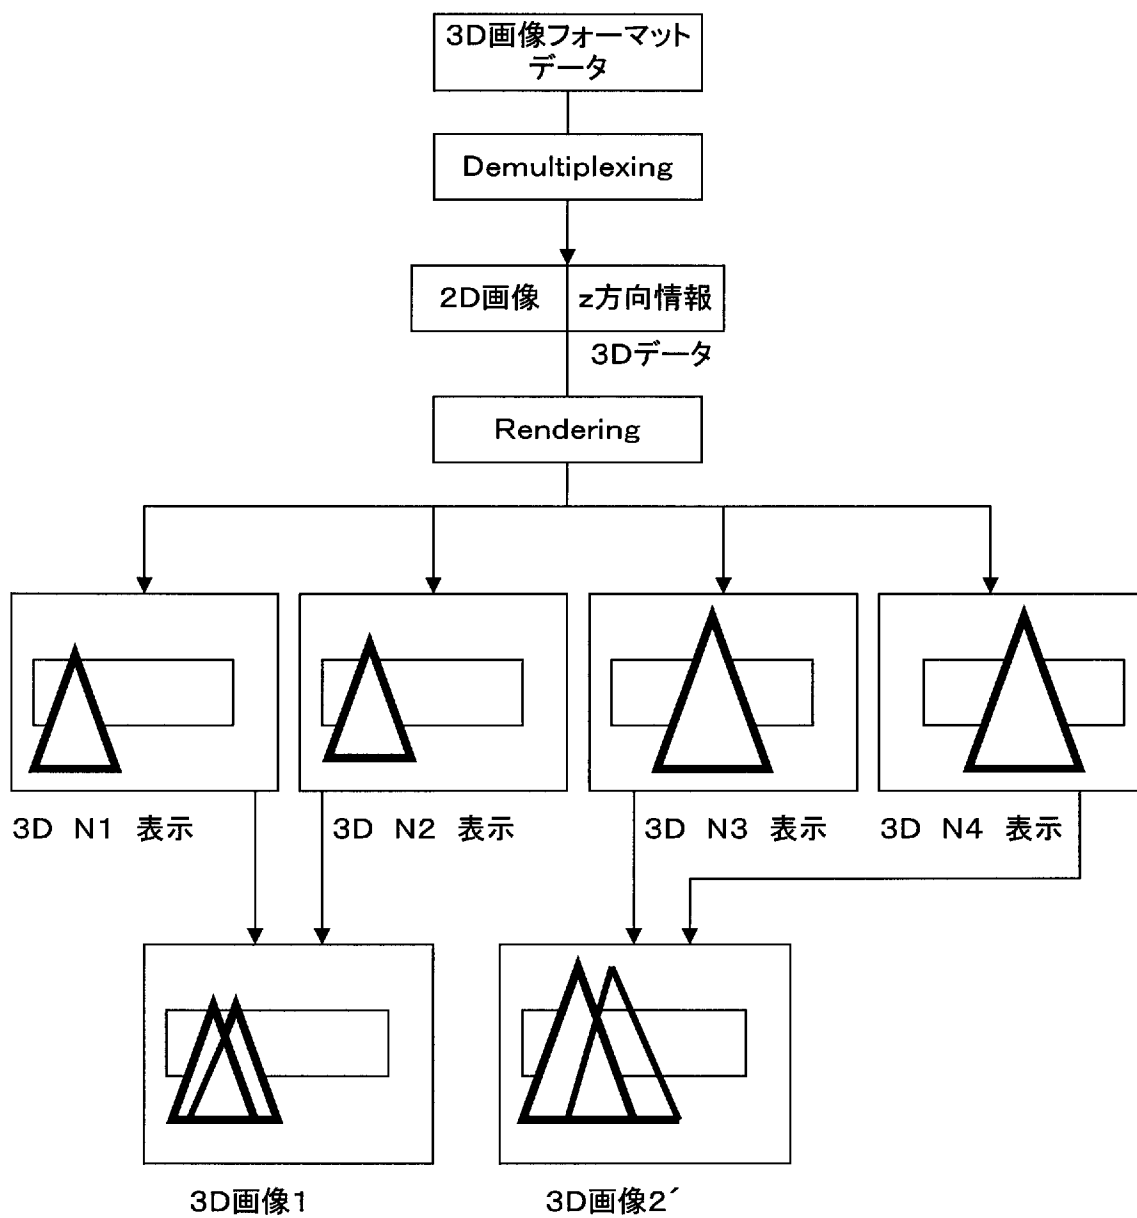 3D画像フォーマット
データ
Demultiplexing
2D画像
z方向情報
3Dデータ
Rendering
3D N1 表示
3D N2 表示
3D N3 表示
3D N4 表示
3D画像1
3D画像2´